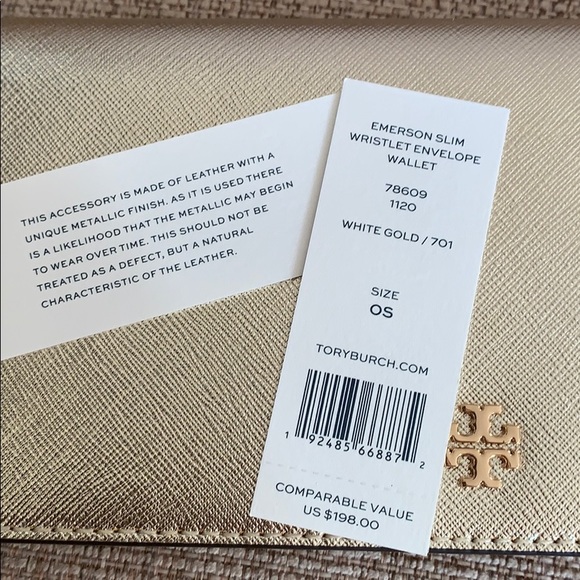 THIS ACCESSORY IS MADE OF LEATHER WITH A
UNIQUE METALLIC FINISH. AS IT IS USED THERE
IS A LIKELIHOOD THAT THE METALLIC MAY BEGIN
TO WEAR OVER TIME. THIS SHOULD NOT BE
TREATED AS A DEFECT, BUT A NATURAL
CHARACTERISTIC OF THE LEATHER.
EMERSON SLIM
WRISTLET ENVELOPE
WALLET
78609
1120
WHITE GOLD / 701
SIZE
OS
TORYBURCH.COM
1 92485 66887 2
COMPARABLE VALUE
US $198.00